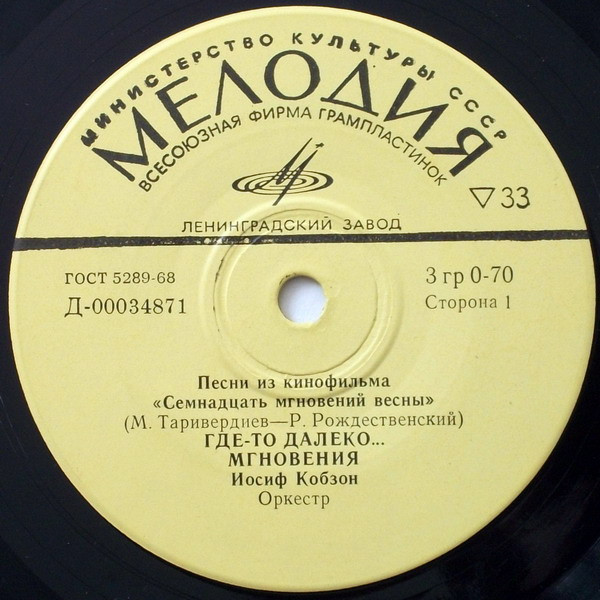 МИНИСТЕРСТВО КУЛЬТУРЫ СССР
МЕЛОДИЯ
ВСЕСОЮЗНАЯ ФИРМА ГРАМПЛАСТИНОК
▽ 33
ЛЕНИНГРАДСКИЙ ЗАВОД
ГОСТ 5289-68
3 гр 0-70
Д-00034871
Сторона 1
Песни из кинофильма
«Семнадцать мгновений весны»
(М. Таривердиев—Р. Рождественский)
ГДЕ-ТО ДАЛЕКО...
МГНОВЕНИЯ
Иосиф Кобзон
Оркестр